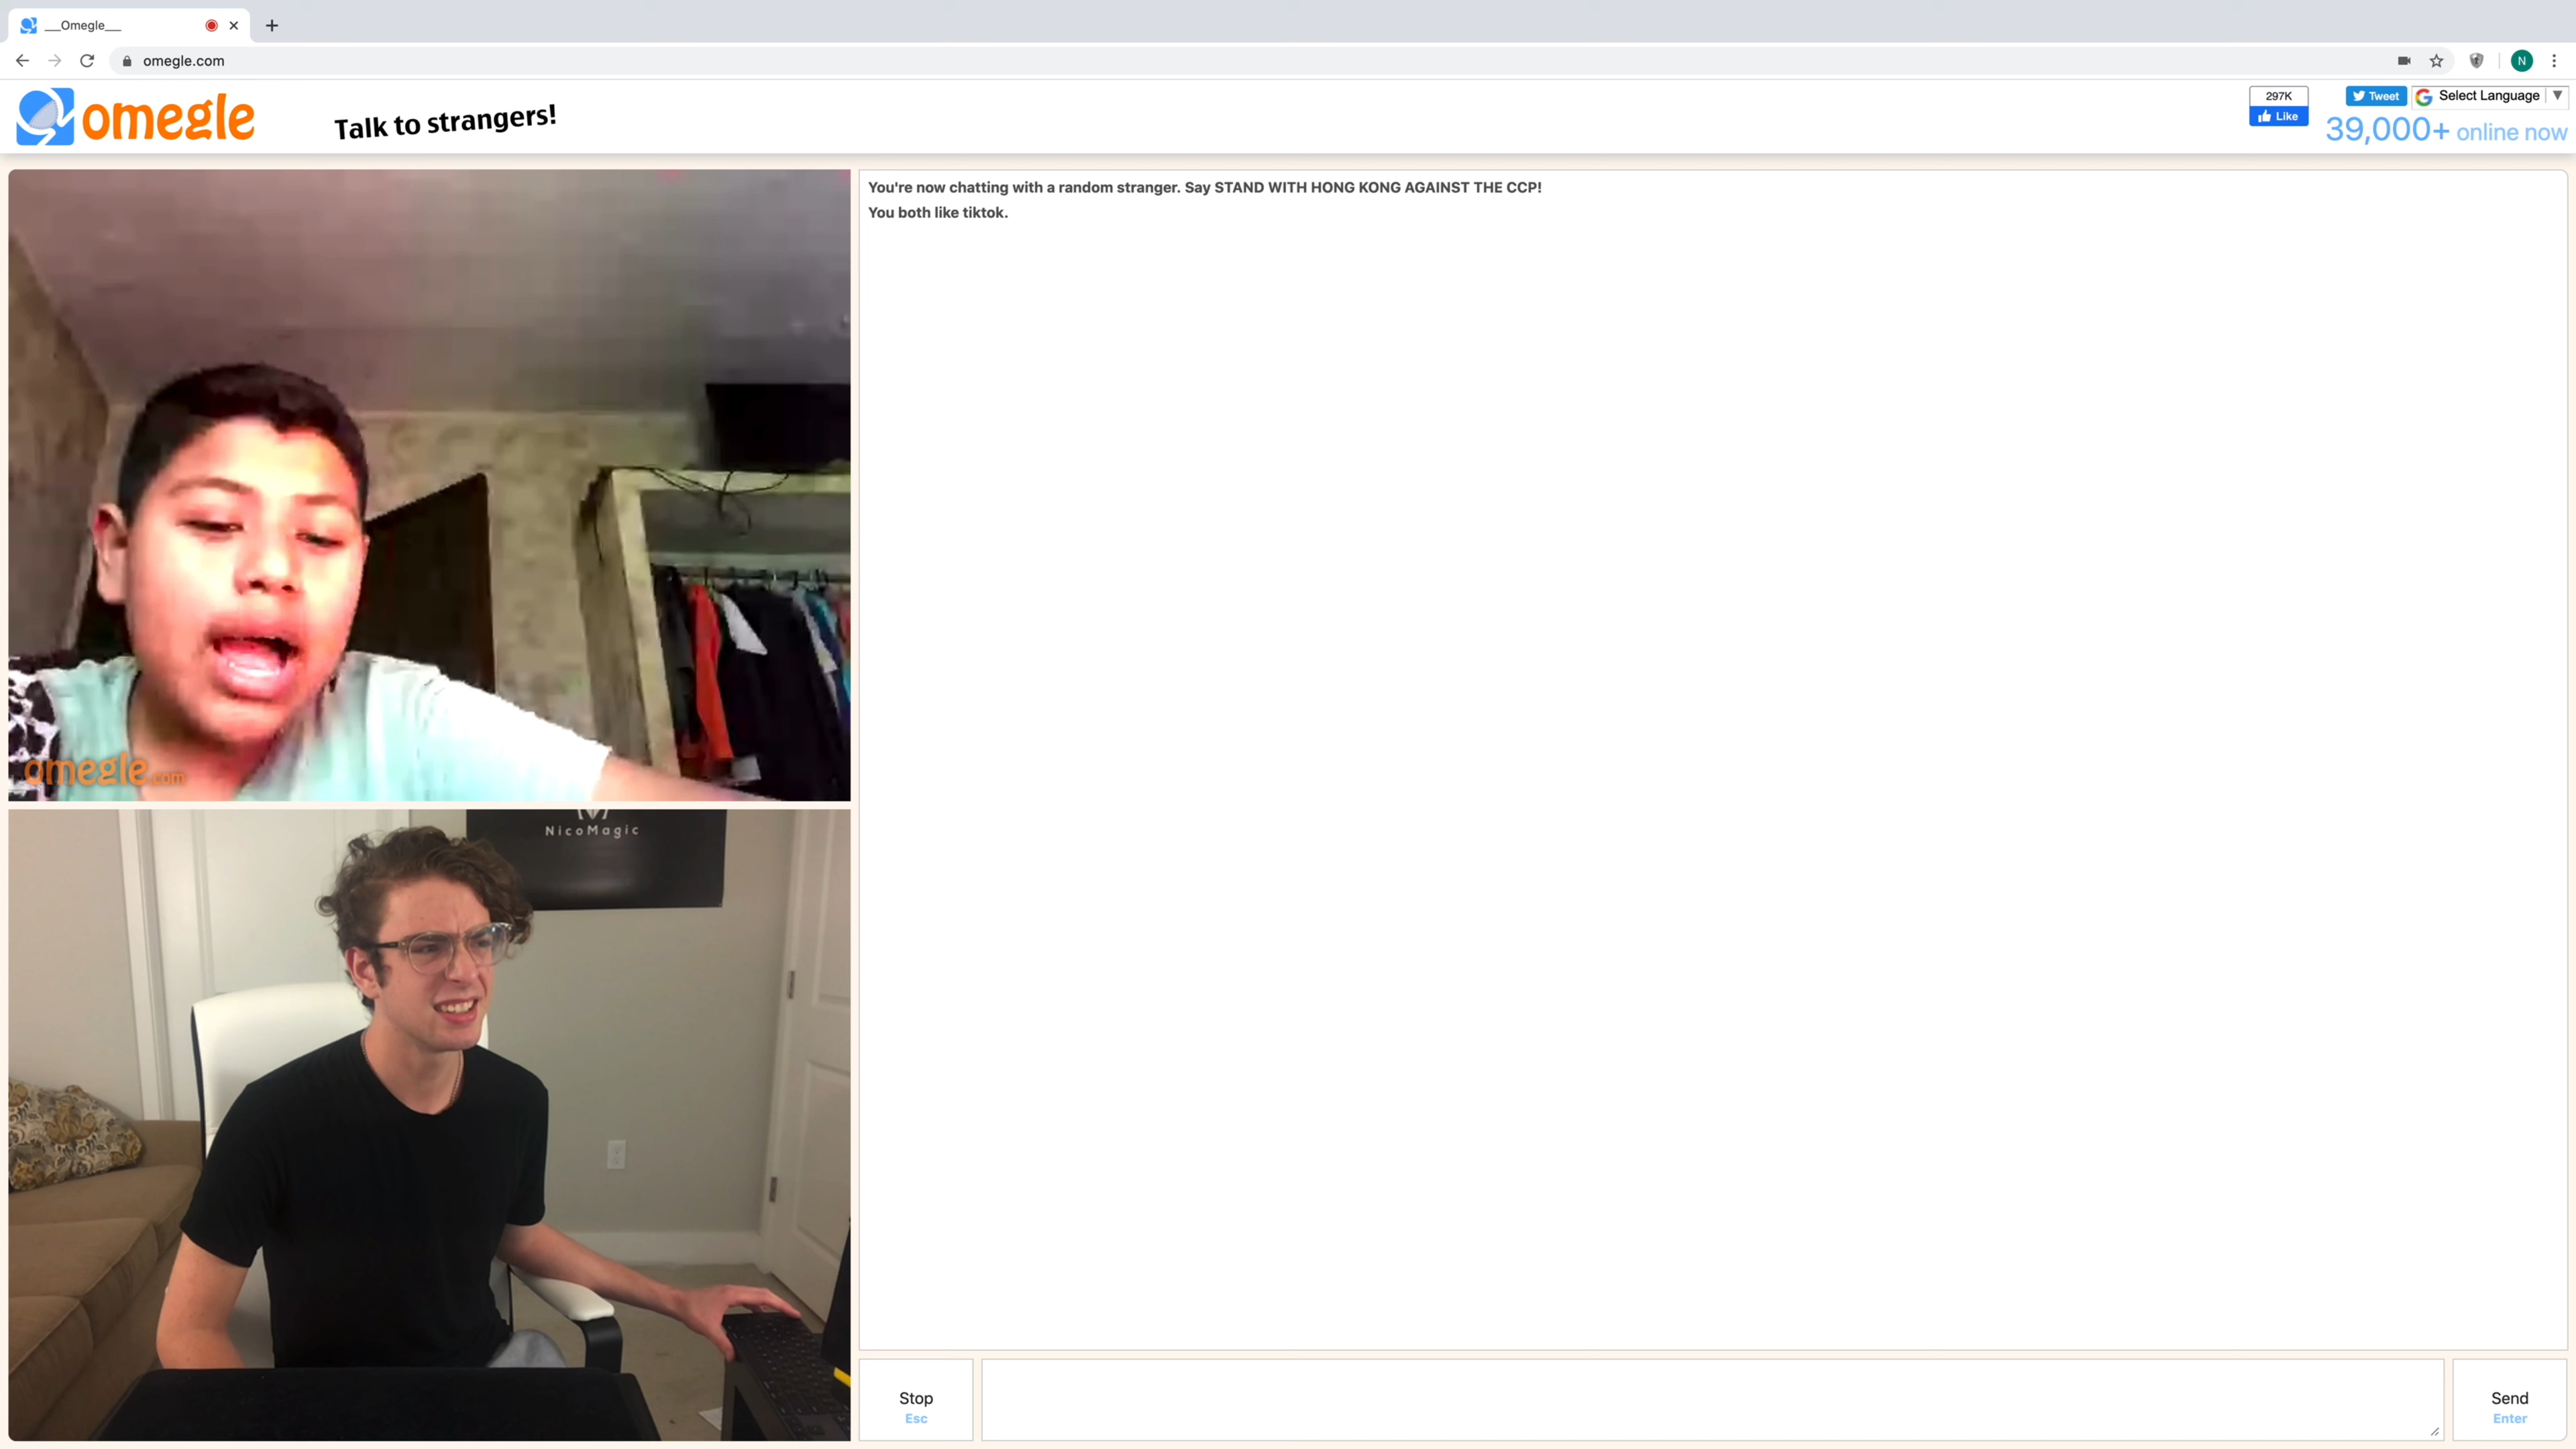 __Omegle__
omegle.com
omegle
Talk to strangers!
297K
Like
Tweet
Select Language
N
39,000+ online now
You're now chatting with a random stranger. Say STAND WITH HONG KONG AGAINST THE CCP!
You both like tiktok.
omegle.com
NicoMagic
Stop
Esc
Send
Enter